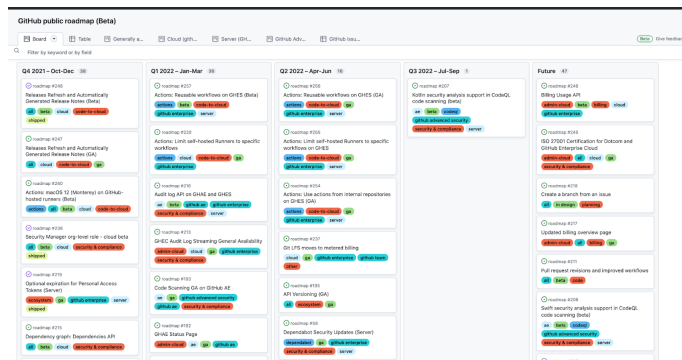 GitHub public roadmap (Beta)
Board
Table
Generally a...
Cloud (gith...
Server (GH...
GitHub Adv...
GitHub Issu...
Beta Give feedbac
Filter by keyword or by field
Q4 2021 – Oct-Dec 38
roadmap #248
Releases Refresh and Automatically
Generated Release Notes (Beta)
all beta cloud code-to-cloud
shipped
roadmap #247
Releases Refresh and Automatically
Generated Release Notes (GA)
all cloud code-to-cloud ga
roadmap #240
Actions: macOS 12 (Monterey) on GitHub-
hosted runners (Beta)
actions all beta cloud code-to-cloud
roadmap #238
Security Manager org-level role - cloud beta
all beta cloud security & compliance
shipped
roadmap #219
Optional expiration for Personal Access
Tokens (Server)
ecosystem ga github enterprise server
shipped
roadmap #215
Dependency graph: Dependencies API
all beta cloud security & compliance
Q1 2022 – Jan-Mar
roadmap #257
Actions: Reusable workflows on GHES (Beta)
actions beta code-to-cloud
github enterprise server
Actions: Limit self-hosted Runners to specific
workflows
actions cloud code-to-cloud ga
github enterprise
roadmap #216
Audit log API on GHAE and GHES
ae beta github ae github enterprise
security & compliance server
roadmap #213
GHEC Audit Log Streaming General Availability
admin-cloud cloud ga github enterprise
security & compliance
roadmap #193
Code Scanning GA on GitHub AE
ae ga github advanced security
github ae security & compliance
roadmap #192
GHAE Status Page
admin-cloud ae ga github ae
Q2 2022 – Apr-Jun 16
roadmap #256
Actions: Reusable workflows on GHES (GA)
actions code-to-cloud ga
github enterprise server
roadmap #255
Actions: Limit self-hosted Runners to specific
workflows on GHES (GA)
actions code-to-cloud ga
github enterprise server
roadmap #254
Actions: Use actions from internal repositories
on GHES (GA)
actions code-to-cloud ga
github enterprise server
roadmap #237
Git LFS moves to metered billing
cloud ga github enterprise github team
other
roadmap #195
API Versioning (GA)
all ecosystem ga
Dependabot Security Updates (Server)
dependabot ga github enterprise
security & compliance server
Q3 2022 – Jul-Sep 1
roadmap #207
Kotlin security analysis support in CodeQL
code scanning (beta)
ae beta codeql
github advanced security
security & compliance server
Future 47
roadmap #249
Billing Usage API
admin-cloud beta billing cloud
github enterprise
ISO 27001 Certification for Dotcom and
GitHub Enterprise Cloud
admin-cloud all cloud ga
security & compliance
roadmap #218
Create a branch from an issue
all in design planning
roadmap #217
Updated billing overview page
admin-cloud all billing ga
roadmap #211
Pull request revisions and improved workflows
all beta code
Swift security analysis support in CodeQL
code scanning (beta)
ae beta codeql
github advanced security
security & compliance server